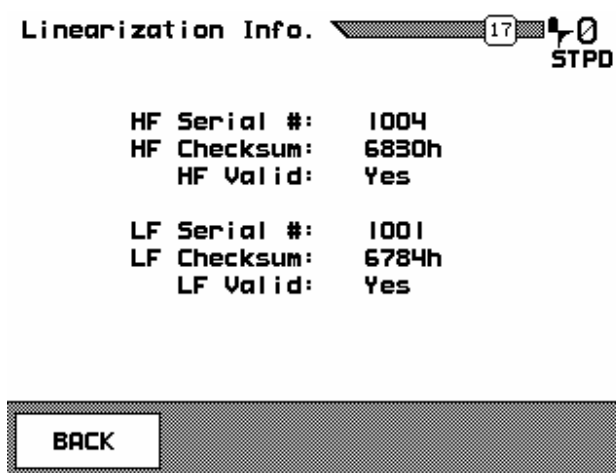 Linearization Info. 17 0
STPD
HF Serial #: 1004
HF Checksum: 6830h
HF Valid: Yes
LF Serial #: 1001
LF Checksum: 6784h
LF Valid: Yes
BACK